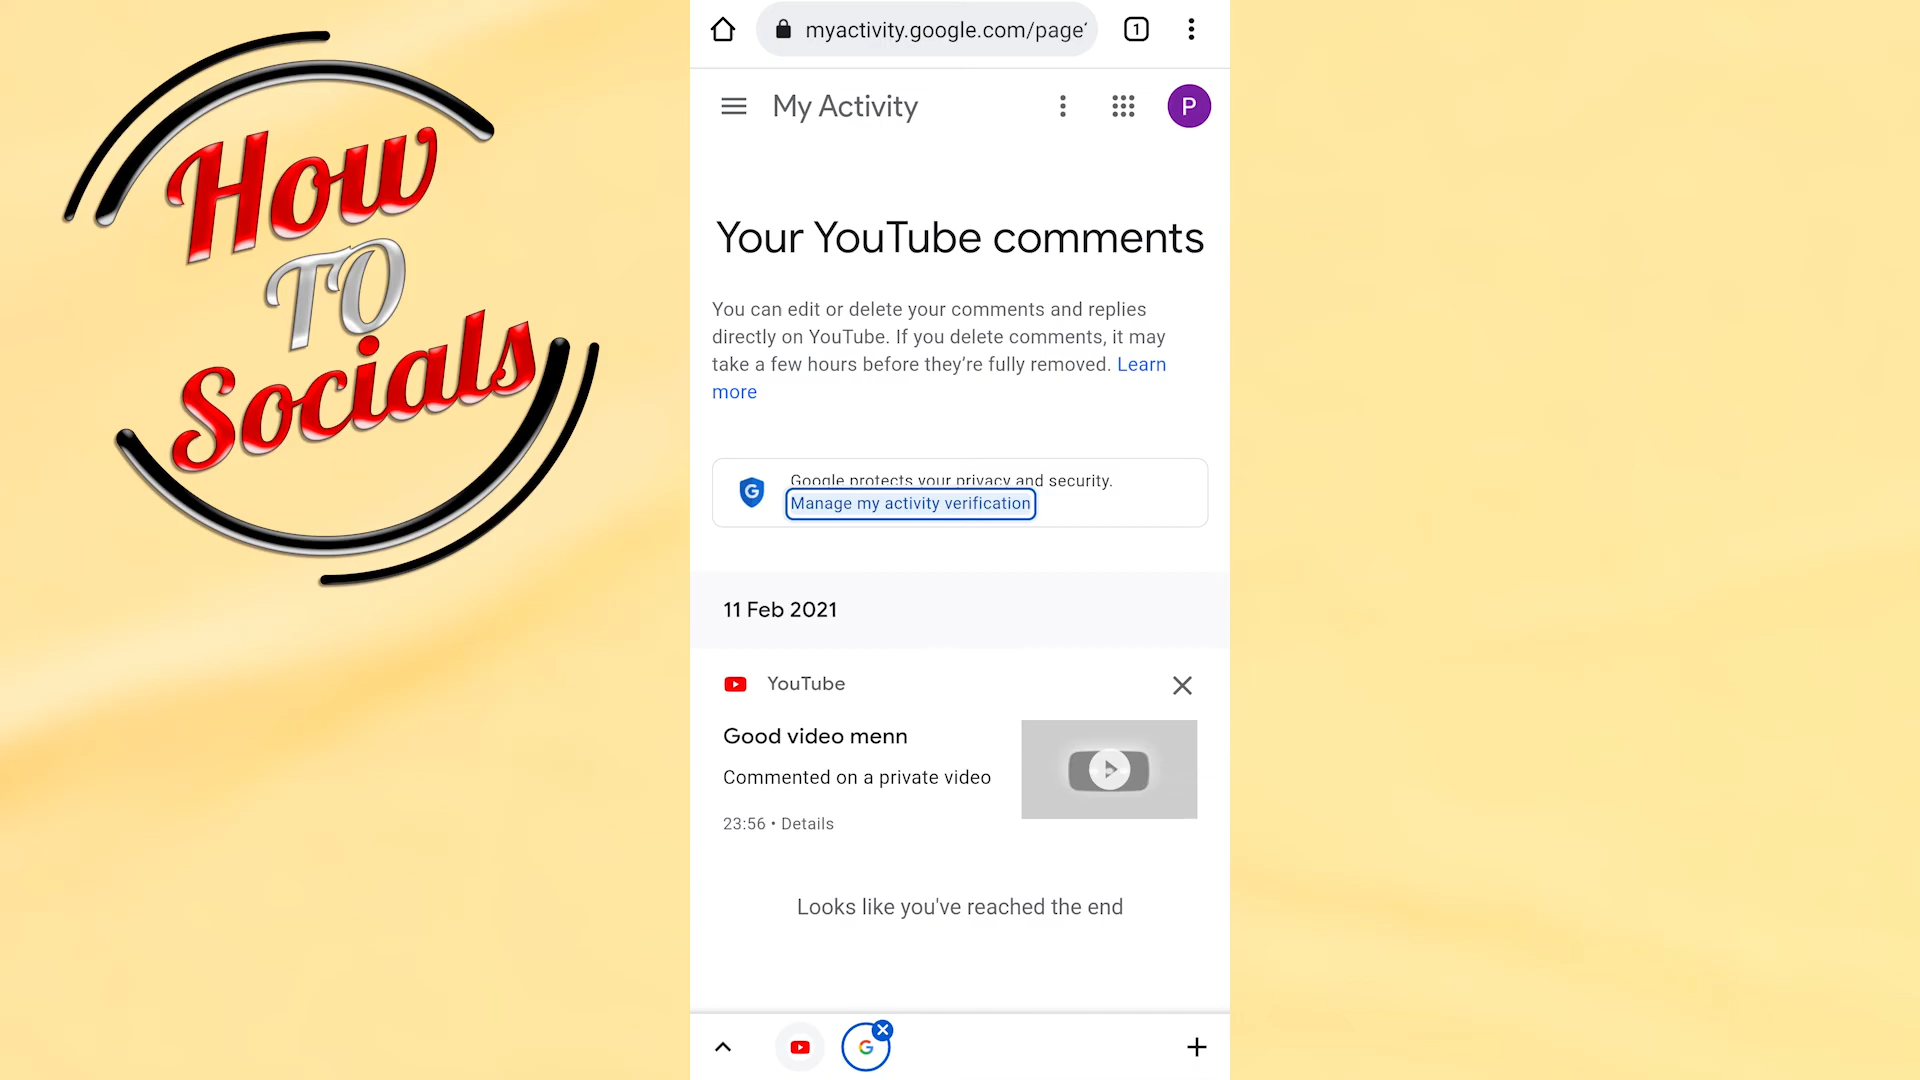 How
TO
Socials
myactivity.google.com/page
1
My Activity
P
Your YouTube comments
You can edit or delete your comments and replies
directly on YouTube. If you delete comments, it may
take a few hours before they’re fully removed. Learn
more
Google protects your privacy and security.
Manage my activity verification
11 Feb 2021
YouTube
Good video menn
Commented on a private video
23:56 • Details
Looks like you've reached the end